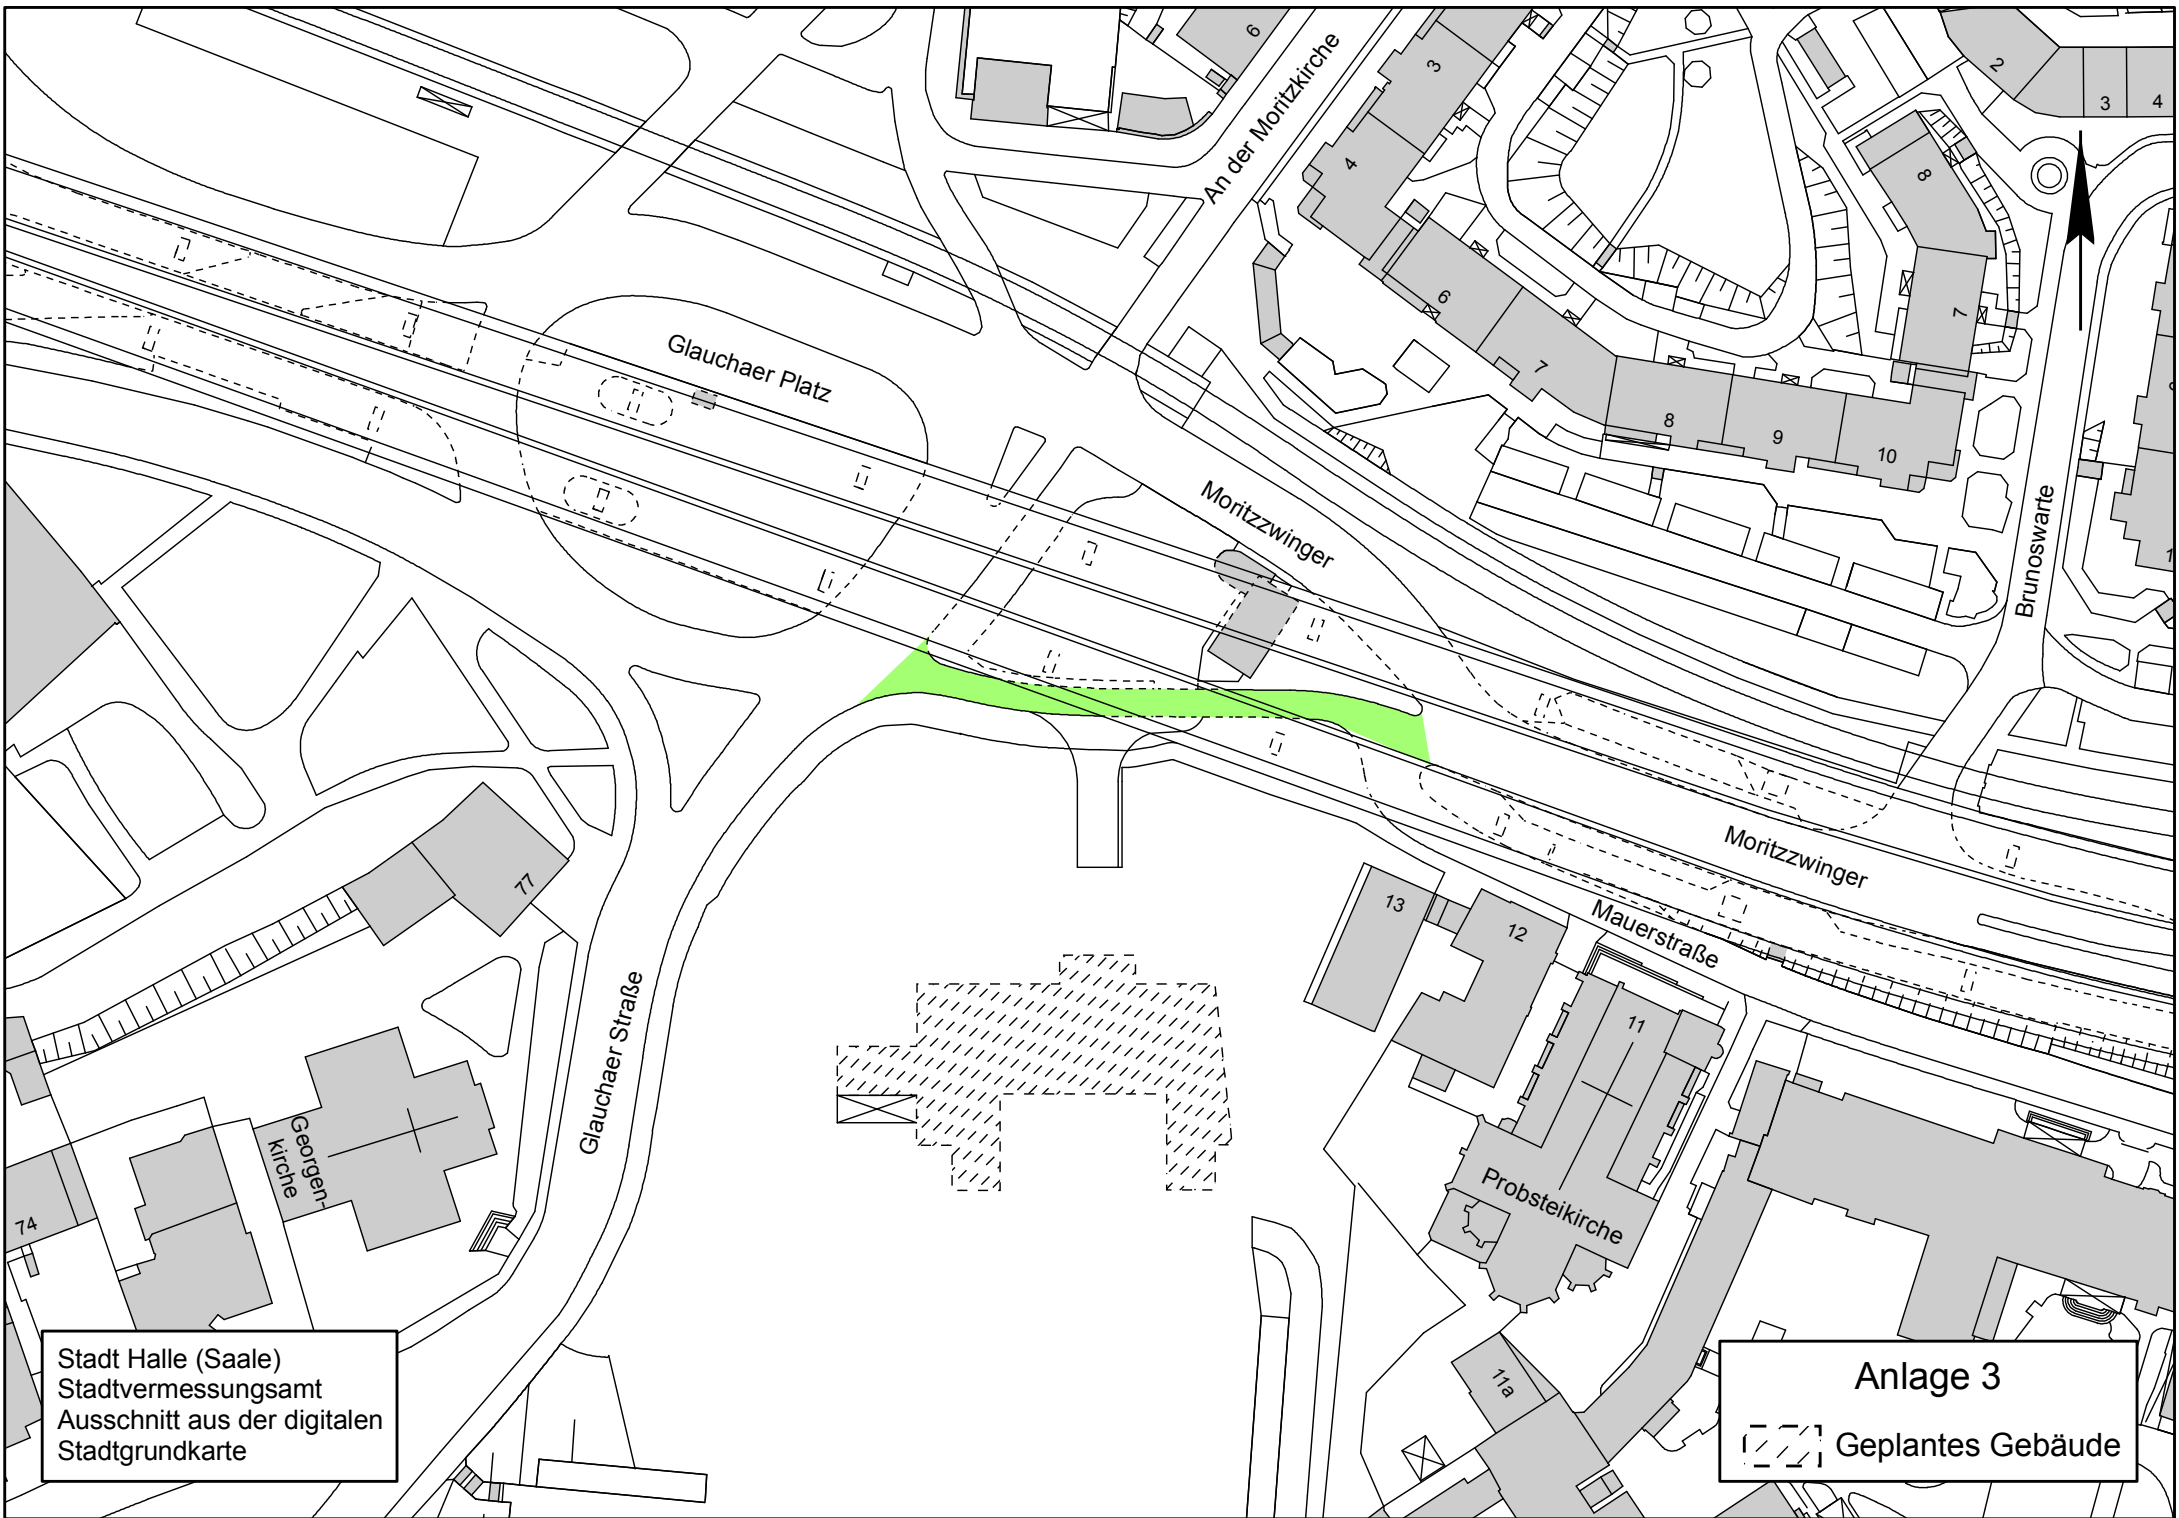 6
An der Moritzkirche
3
4
2
3
4
8
7
6
7
8
9
10
Glauchaer Platz
Moritzzwinger
Brunoswarte
Moritzzwinger
Mauerstraße
77
13
12
11
Glauchaer Straße
Georgen-
kirche
74
Probsteikirche
11a
Stadt Halle (Saale)
Stadtvermessungsamt
Ausschnitt aus der digitalen
Stadtgrundkarte
Anlage 3
Geplantes Gebäude